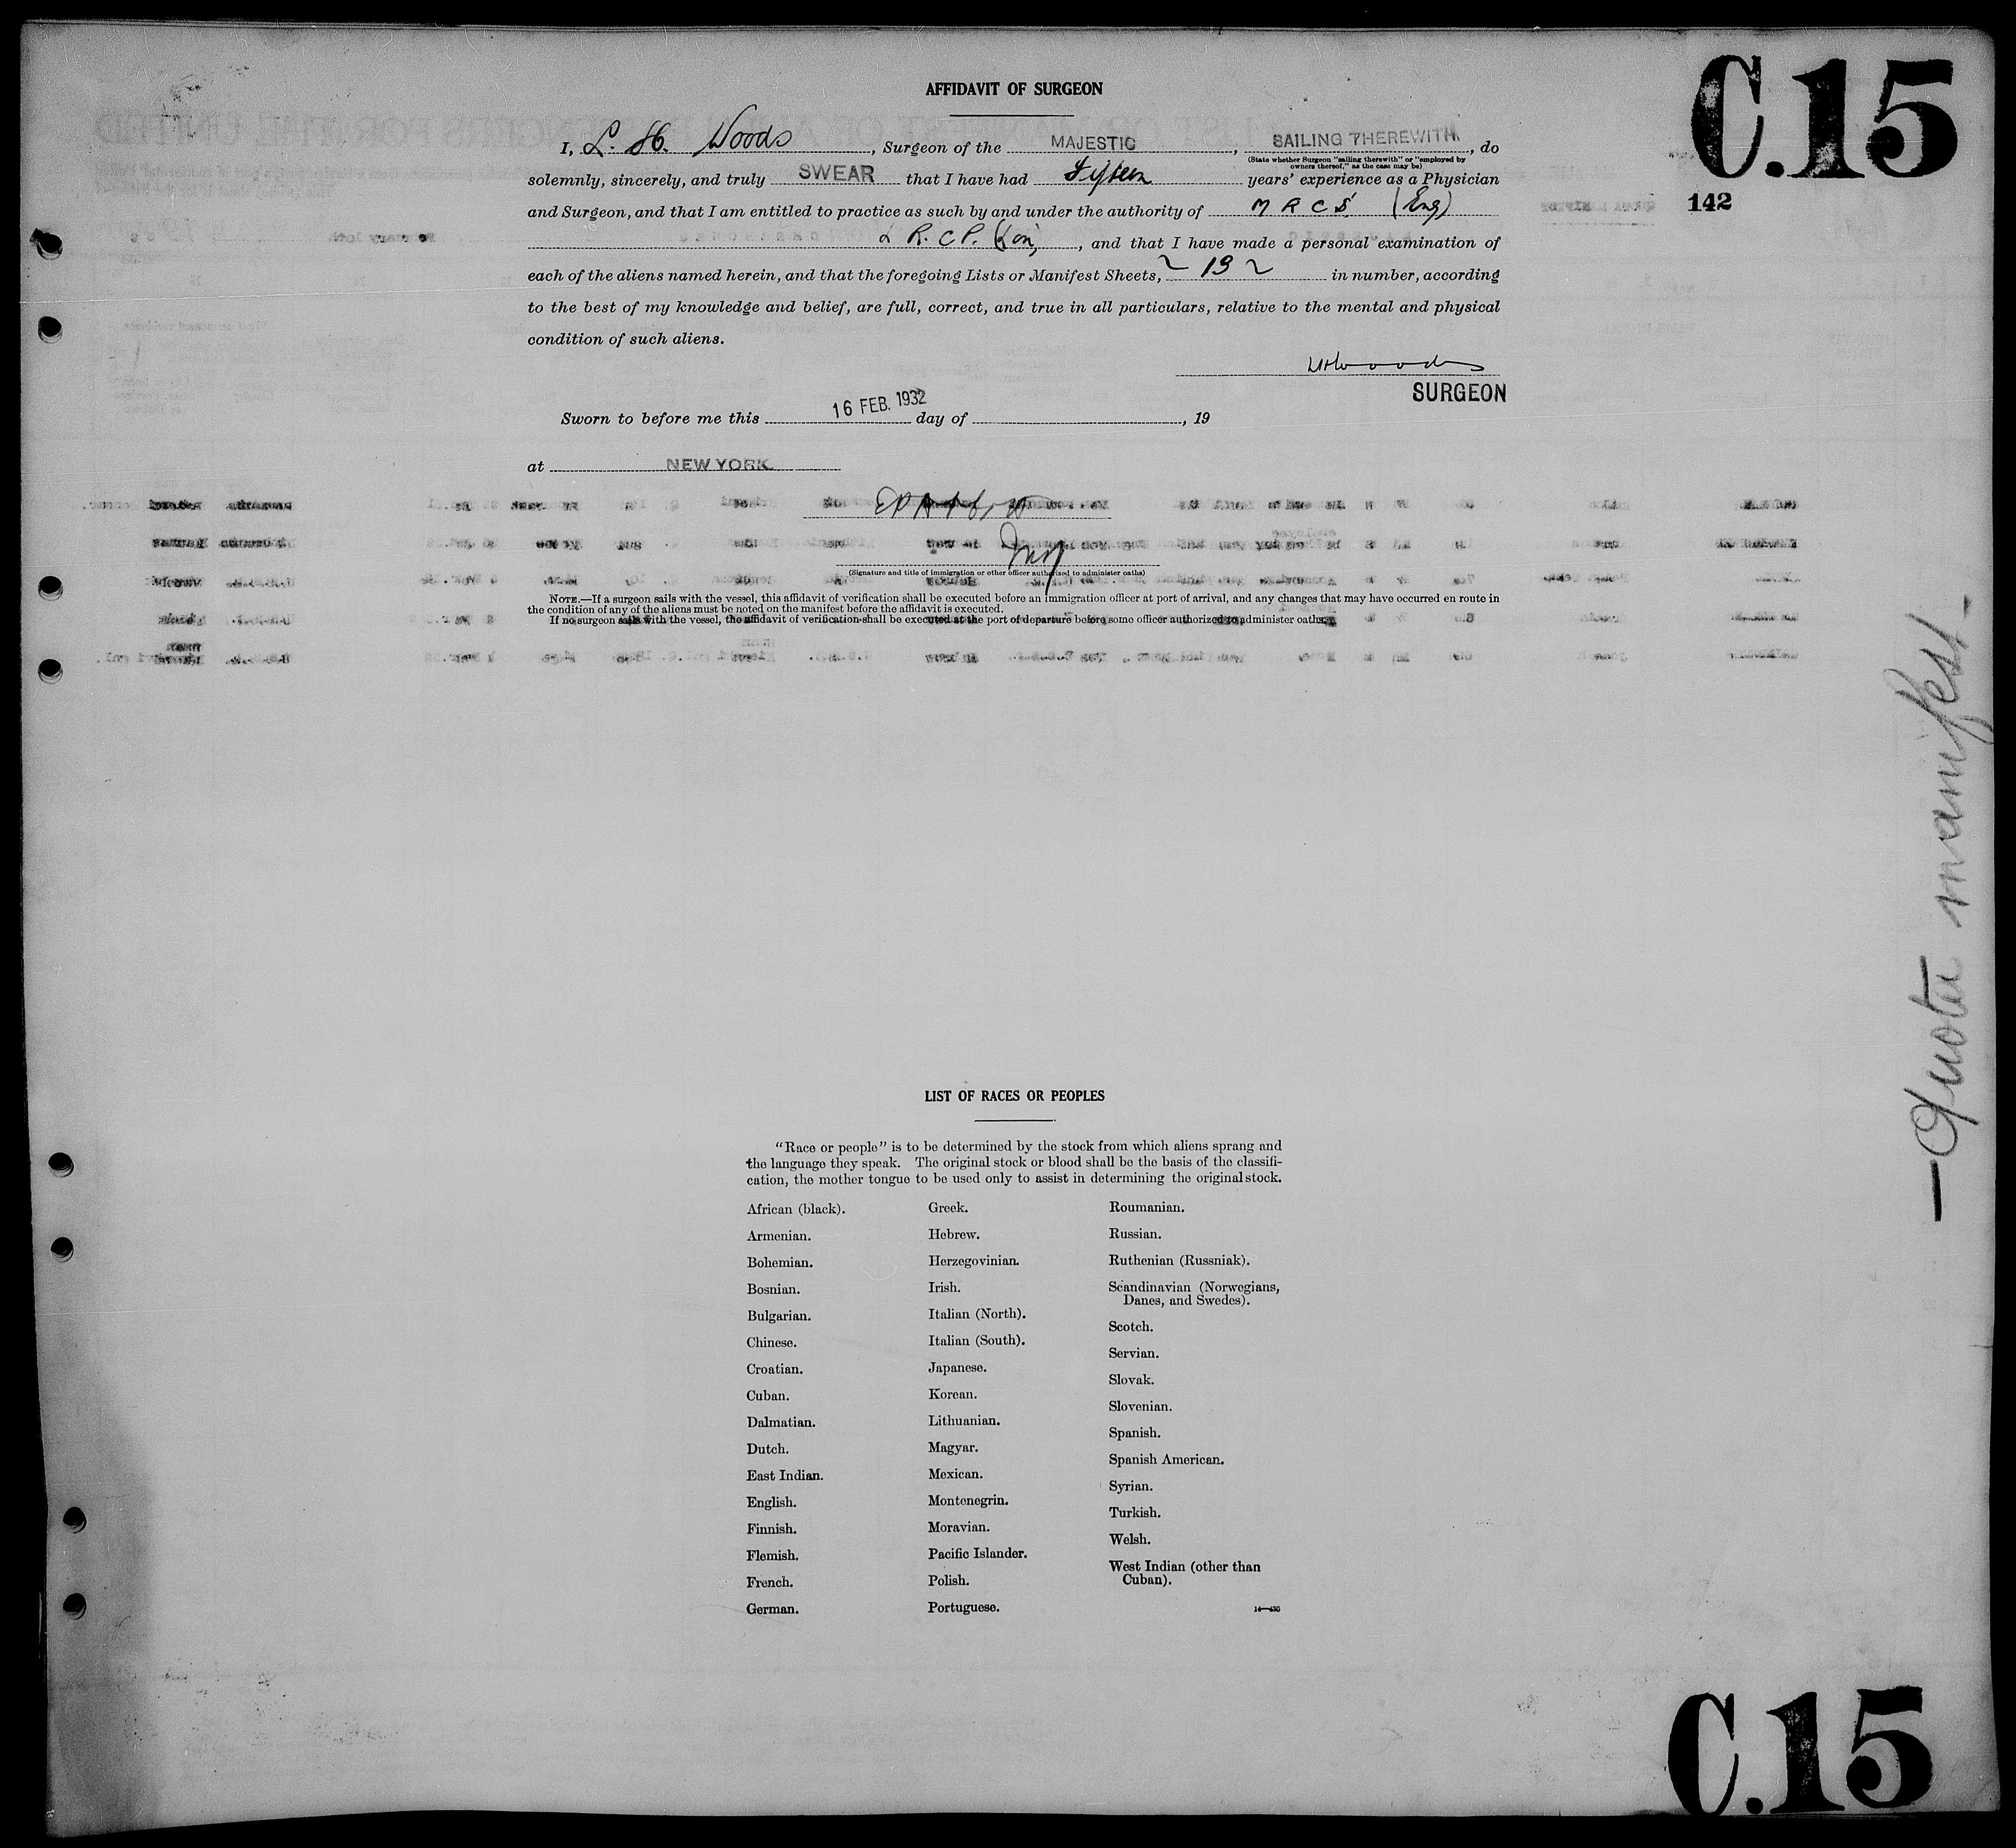 C.15
142
AFFIDAVIT OF SURGEON
I, L. H. Woods, Surgeon of the MAJESTIC, SAILING THEREWITH, do
(State whether Surgeon "sailing therewith" or "employed by
owners thereof," as the case may be)
solemnly, sincerely, and truly SWEAR that I have had Fifteen years' experience as a Physician
and Surgeon, and that I am entitled to practice as such by and under the authority of M R C S (Eng)
L R. C P. (Lon), and that I have made a personal examination of
each of the aliens named herein, and that the foregoing Lists or Manifest Sheets, 19 in number, according
to the best of my knowledge and belief, are full, correct, and true in all particulars, relative to the mental and physical
condition of such aliens.
LHWoods
SURGEON
Sworn to before me this 16 FEB. 1932 day of , 19
at NEW YORK
(Signature and title of immigration or other officer authorized to administer oaths)
NOTE.—If a surgeon sails with the vessel, this affidavit of verification shall be executed before an immigration officer at port of arrival, and any changes that may have occurred en route in
the condition of any of the aliens must be noted on the manifest before the affidavit is executed.
If no surgeon sails with the vessel, the affidavit of verification shall be executed at the port of departure before some officer authorized to administer oaths.
—Quota manifest—
LIST OF RACES OR PEOPLES
"Race or people" is to be determined by the stock from which aliens sprang and
the language they speak. The original stock or blood shall be the basis of the classifi-
cation, the mother tongue to be used only to assist in determining the original stock.
African (black).
Armenian.
Bohemian.
Bosnian.
Bulgarian.
Chinese.
Croatian.
Cuban.
Dalmatian.
Dutch.
East Indian.
English.
Finnish.
Flemish.
French.
German.
Greek.
Hebrew.
Herzegovinian.
Irish.
Italian (North).
Italian (South).
Japanese.
Korean.
Lithuanian.
Magyar.
Mexican.
Montenegrin.
Moravian.
Pacific Islander.
Polish.
Portuguese.
Roumanian.
Russian.
Ruthenian (Russniak).
Scandinavian (Norwegians,
Danes, and Swedes).
Scotch.
Servian.
Slovak.
Slovenian.
Spanish.
Spanish American.
Syrian.
Turkish.
Welsh.
West Indian (other than
Cuban).
14—430
C.15